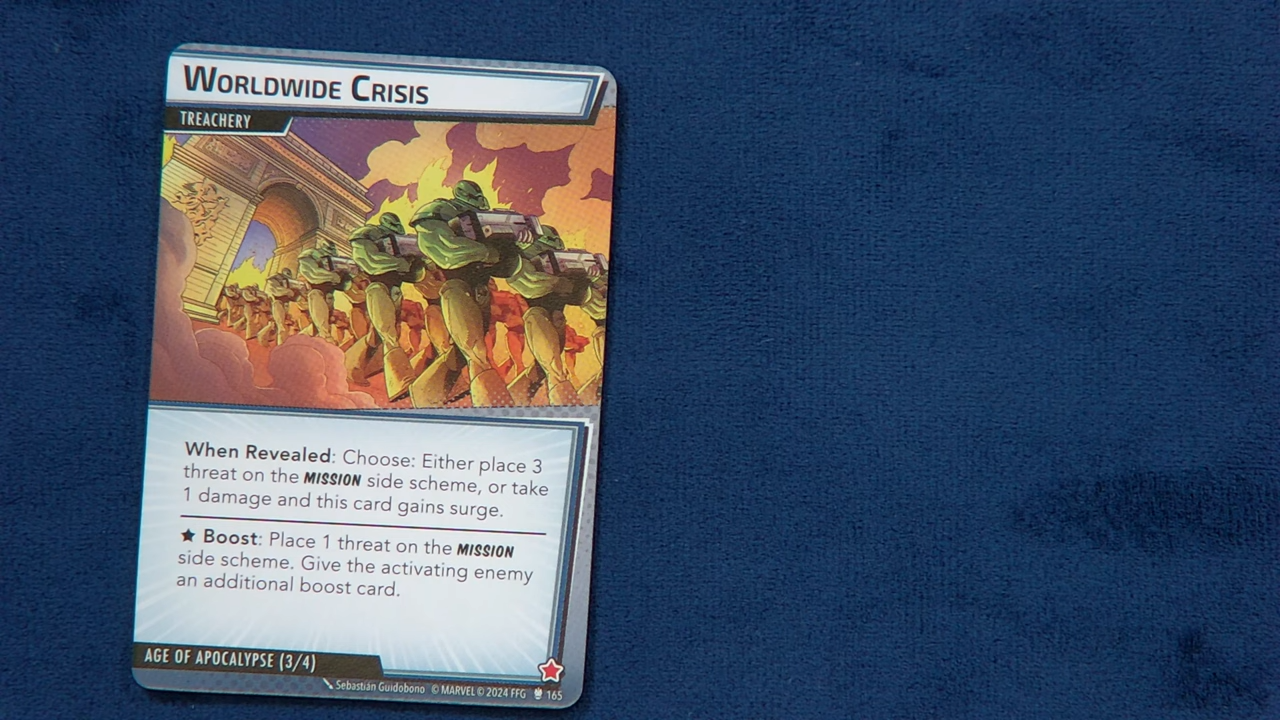 WORLDWIDE CRISIS
TREACHERY
When Revealed: Choose: Either place 3
threat on the MISSION side scheme, or take
1 damage and this card gains surge.
★ Boost: Place 1 threat on the MISSION
side scheme. Give the activating enemy
an additional boost card.
AGE OF APOCALYPSE (3/4)
Sebastián Guidobono © MARVEL © 2024 FFG 165